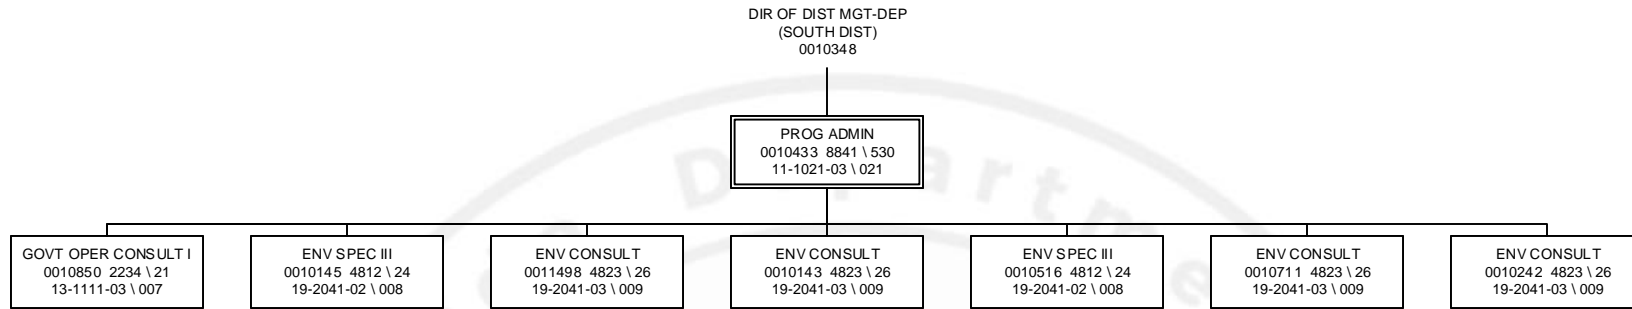 DIR OF DIST MGT-DEP
(SOUTH DIST)
0010348
PROG ADMIN
0010433 8841 \ 530
11-1021-03 \ 021
GOVT OPER CONSULT I
0010850 2234 \ 21
13-1111-03 \ 007
ENV SPEC III
0010145 4812 \ 24
19-2041-02 \ 008
ENV CONSULT
0011498 4823 \ 26
19-2041-03 \ 009
ENV CONSULT
0010143 4823 \ 26
19-2041-03 \ 009
ENV SPEC III
0010516 4812 \ 24
19-2041-02 \ 008
ENV CONSULT
0010711 4823 \ 26
19-2041-03 \ 009
ENV CONSULT
0010242 4823 \ 26
19-2041-03 \ 009